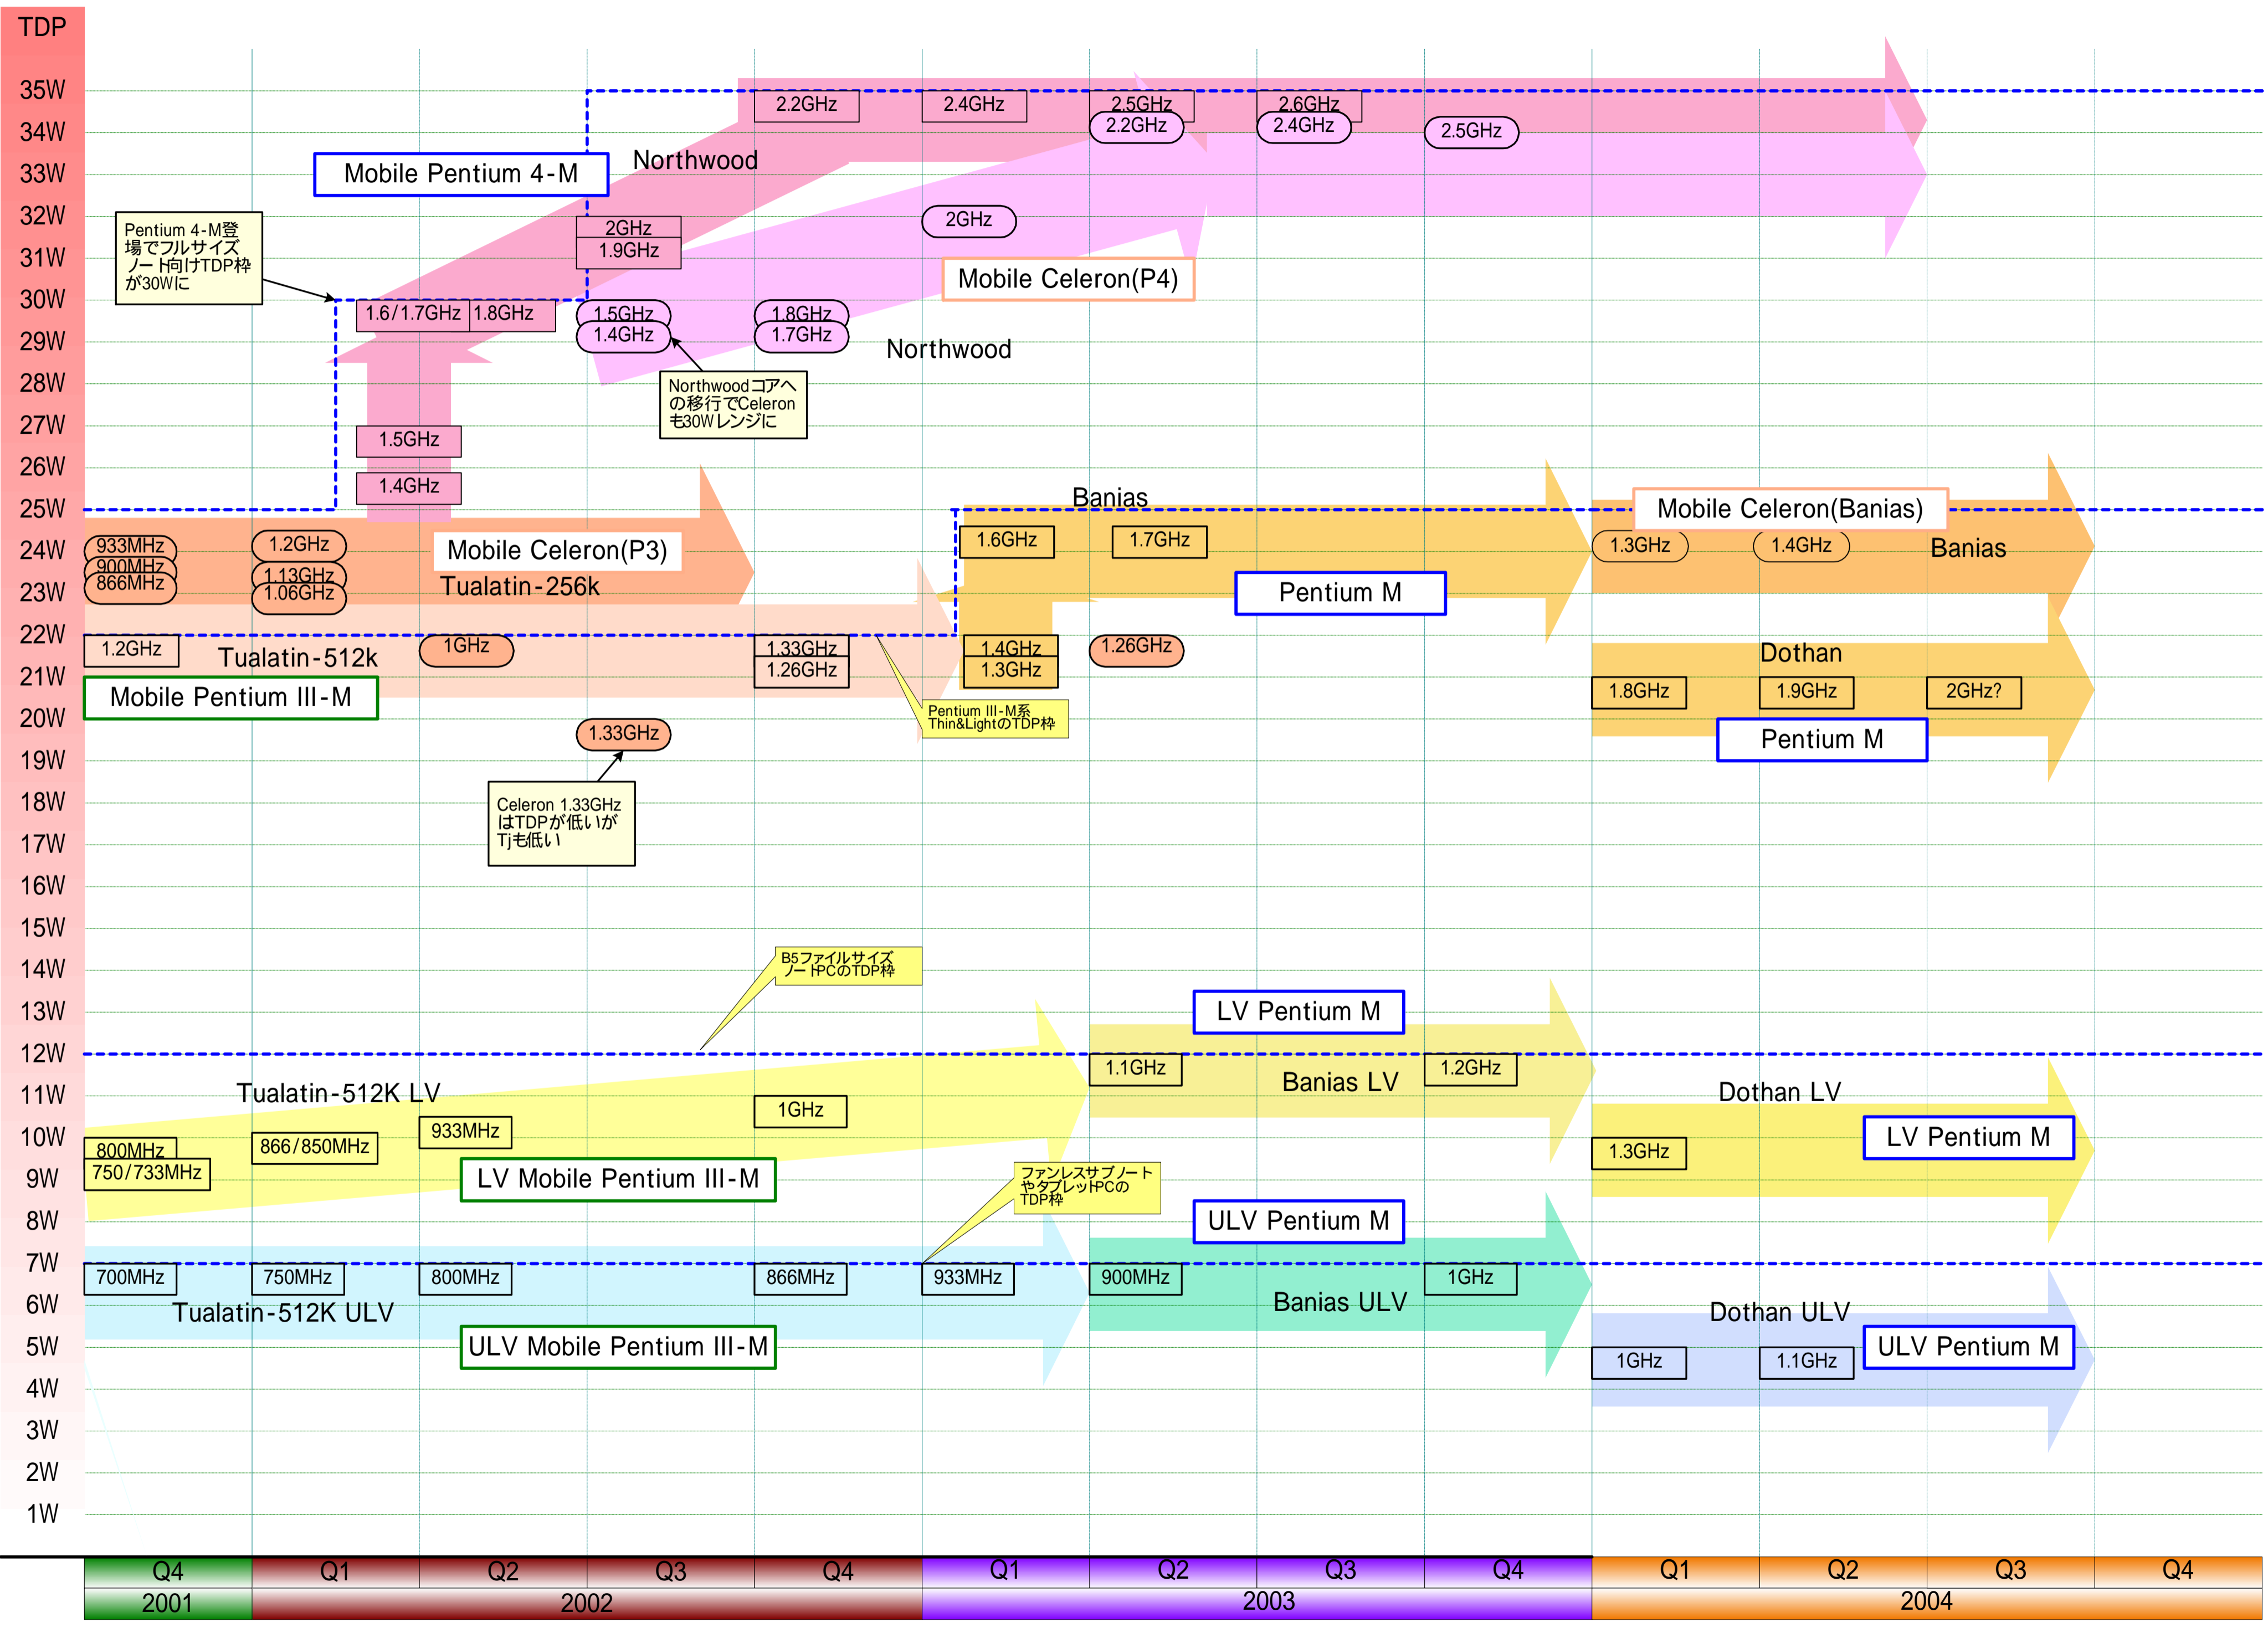 TDP
35W
34W
33W
32W
31W
30W
29W
28W
27W
26W
25W
24W
23W
22W
21W
20W
19W
18W
17W
16W
15W
14W
13W
12W
11W
10W
9W
8W
7W
6W
5W
4W
3W
2W
1W
2.2GHz
2.4GHz
2.5GHz
2.6GHz
2.2GHz
2.4GHz
2.5GHz
Mobile Pentium 4-M
Northwood
Pentium 4-M登
場でフルサイズ
ノート向けTDP枠
が30Wに
2GHz
1.9GHz
2GHz
Mobile Celeron(P4)
1.6/1.7GHz
1.8GHz
1.5GHz
1.4GHz
1.8GHz
1.7GHz
Northwood
Northwoodコアへ
の移行でCeleron
も30Wレンジに
1.5GHz
1.4GHz
933MHz
900MHz
866MHz
1.2GHz
1.13GHz
1.06GHz
Mobile Celeron(P3)
Tualatin-256k
Banias
1.6GHz
1.7GHz
Pentium M
Mobile Celeron(Banias)
1.3GHz
1.4GHz
Banias
1.2GHz
Tualatin-512k
Mobile Pentium III-M
1GHz
1.33GHz
1.26GHz
1.4GHz
1.3GHz
1.26GHz
Pentium III-M系
Thin&LightのTDP枠
Dothan
1.8GHz
1.9GHz
2GHz?
Pentium M
1.33GHz
Celeron 1.33GHz
はTDPが低いが
Tjも低い
B5ファイルサイズ
ノートPCのTDP枠
LV Pentium M
Tualatin-512K LV
800MHz
750/733MHz
866/850MHz
933MHz
1GHz
LV Mobile Pentium III-M
1.1GHz
Banias LV
1.2GHz
Dothan LV
1.3GHz
LV Pentium M
ファンレスサブノート
やタブレットPCの
TDP枠
ULV Pentium M
700MHz
750MHz
800MHz
866MHz
933MHz
900MHz
1GHz
Tualatin-512K ULV
ULV Mobile Pentium III-M
Banias ULV
Dothan ULV
1GHz
1.1GHz
ULV Pentium M
Q4
Q1
Q2
Q3
Q4
Q1
Q2
Q3
Q4
Q1
Q2
Q3
Q4
2001
2002
2003
2004